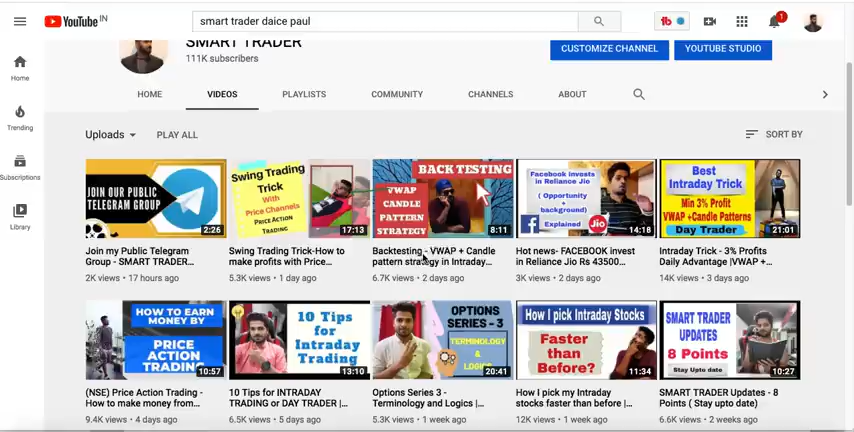 YouTube IN
smart trader daice paul
1
SMART TRADER
111K subscribers
CUSTOMIZE CHANNEL
YOUTUBE STUDIO
HOME
VIDEOS
PLAYLISTS
COMMUNITY
CHANNELS
ABOUT
Home
Trending
Subscriptions
Library
Uploads
PLAY ALL
SORT BY
JOIN OUR PUBLIC
TELEGRAM
GROUP
2:26
Join my Public Telegram
Group - SMART TRADER...
2K views • 17 hours ago
Swing Trading
Trick
With
Price Channels
PRICE ACTION
TRADING
17:13
Swing Trading Trick-How to
make profits with Price...
5.3K views • 1 day ago
BACK TESTING
VWAP
CANDLE
PATTERN
STRATEGY
8:11
Backtesting - VWAP + Candle
pattern strategy in Intraday...
6.7K views • 2 days ago
Facebook invests
in Reliance Jio
( Opportunity
+
background)
Explained
Jio
14:18
Hot news- FACEBOOK invest
in Reliance Jio Rs 43500...
3K views • 2 days ago
Best
Intraday Trick
Min 3% Profit
VWAP +Candle Patterns
Day Trader
21:01
Intraday Trick - 3% Profits
Daily Advantage |VWAP +...
14K views • 3 days ago
HOW TO EARN
MONEY BY
PRICE
ACTION
TRADING
10:57
(NSE) Price Action Trading -
How to make money from...
9.4K views • 4 days ago
10 Tips
for
Intraday
Trading
13:10
10 Tips for INTRADAY
TRADING or DAY TRADER |...
6.5K views • 5 days ago
OPTIONS
SERIES - 3
TERMINOLOGY
&
LOGICS
20:41
Options Series 3 -
Terminology and Logics |...
5.3K views • 1 week ago
How I pick Intraday Stocks
Faster
than
Before?
11:34
How I pick my Intraday
stocks faster than before |...
12K views • 1 week ago
SMART TRADER
UPDATES
8 Points
Stay Upto date
10:27
SMART TRADER Updates - 8
Points ( Stay upto date)
6.6K views • 2 weeks ago